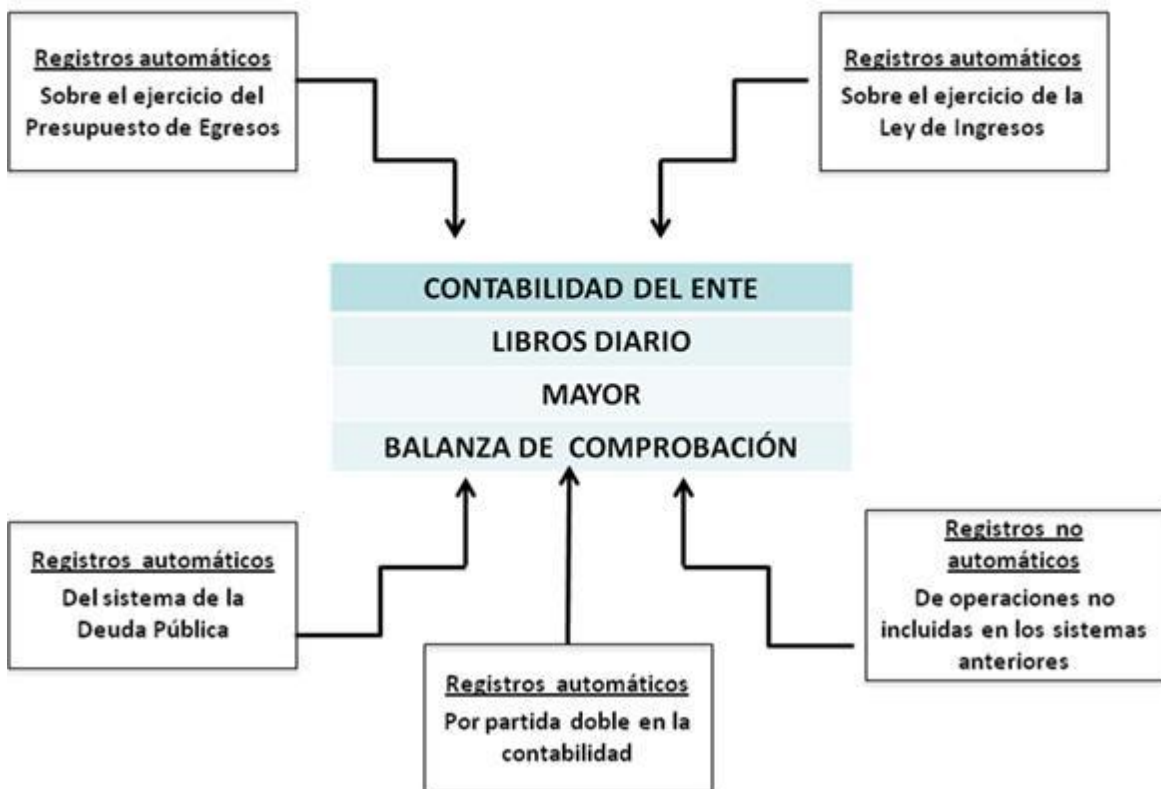 Registros automáticos
Sobre el ejercicio del
Presupuesto de Egresos
Registros automáticos
Sobre el ejercicio de la
Ley de Ingresos
CONTABILIDAD DEL ENTE
LIBROS DIARIO
MAYOR
BALANZA DE COMPROBACIÓN
Registros automáticos
Del sistema de la
Deuda Pública
Registros automáticos
Por partida doble en la
contabilidad
Registros no
automáticos
De operaciones no
incluidas en los sistemas
anteriores